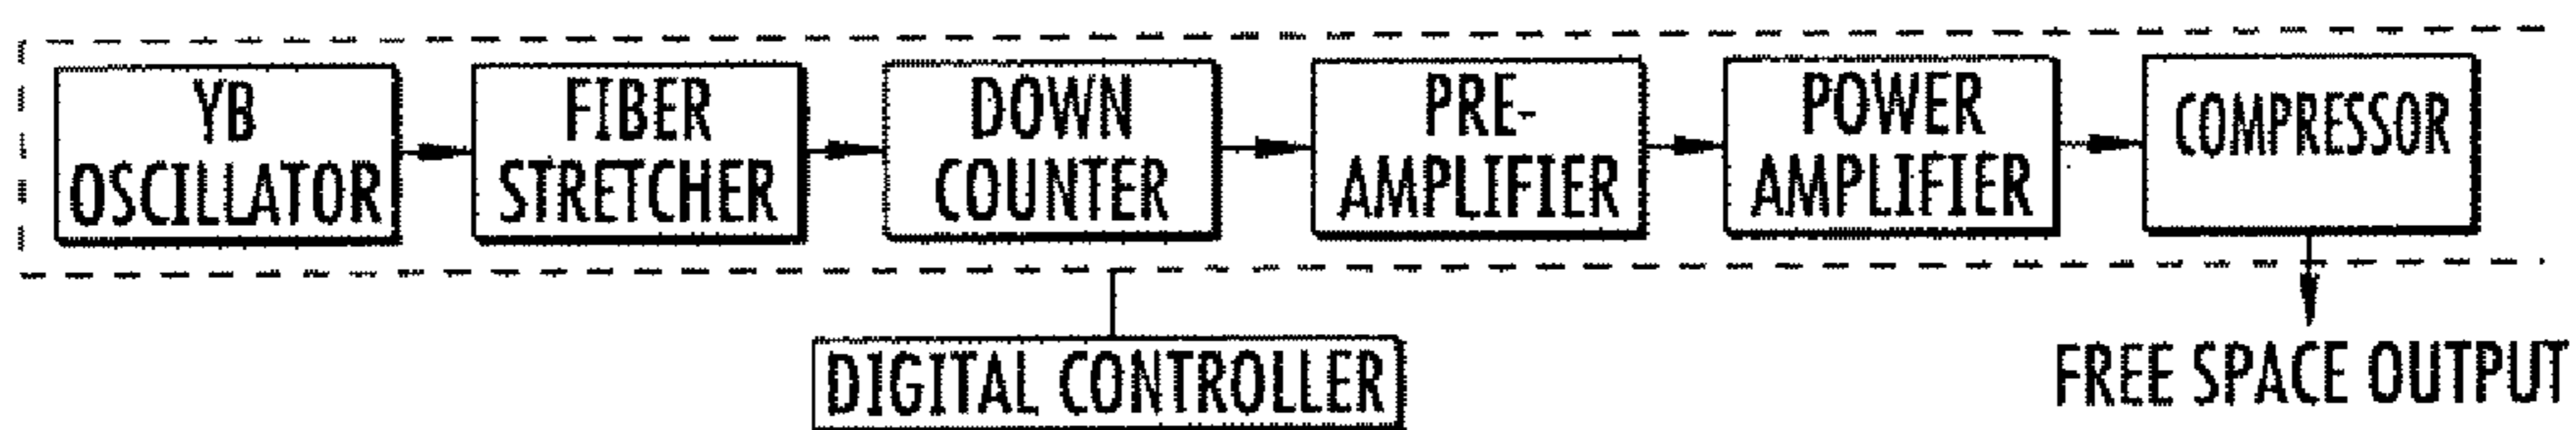 YB
OSCILLATOR
FIBER
STRETCHER
DOWN
COUNTER
PRE-
AMPLIFIER
POWER
AMPLIFIER
COMPRESSOR
DIGITAL CONTROLLER
FREE SPACE OUTPUT